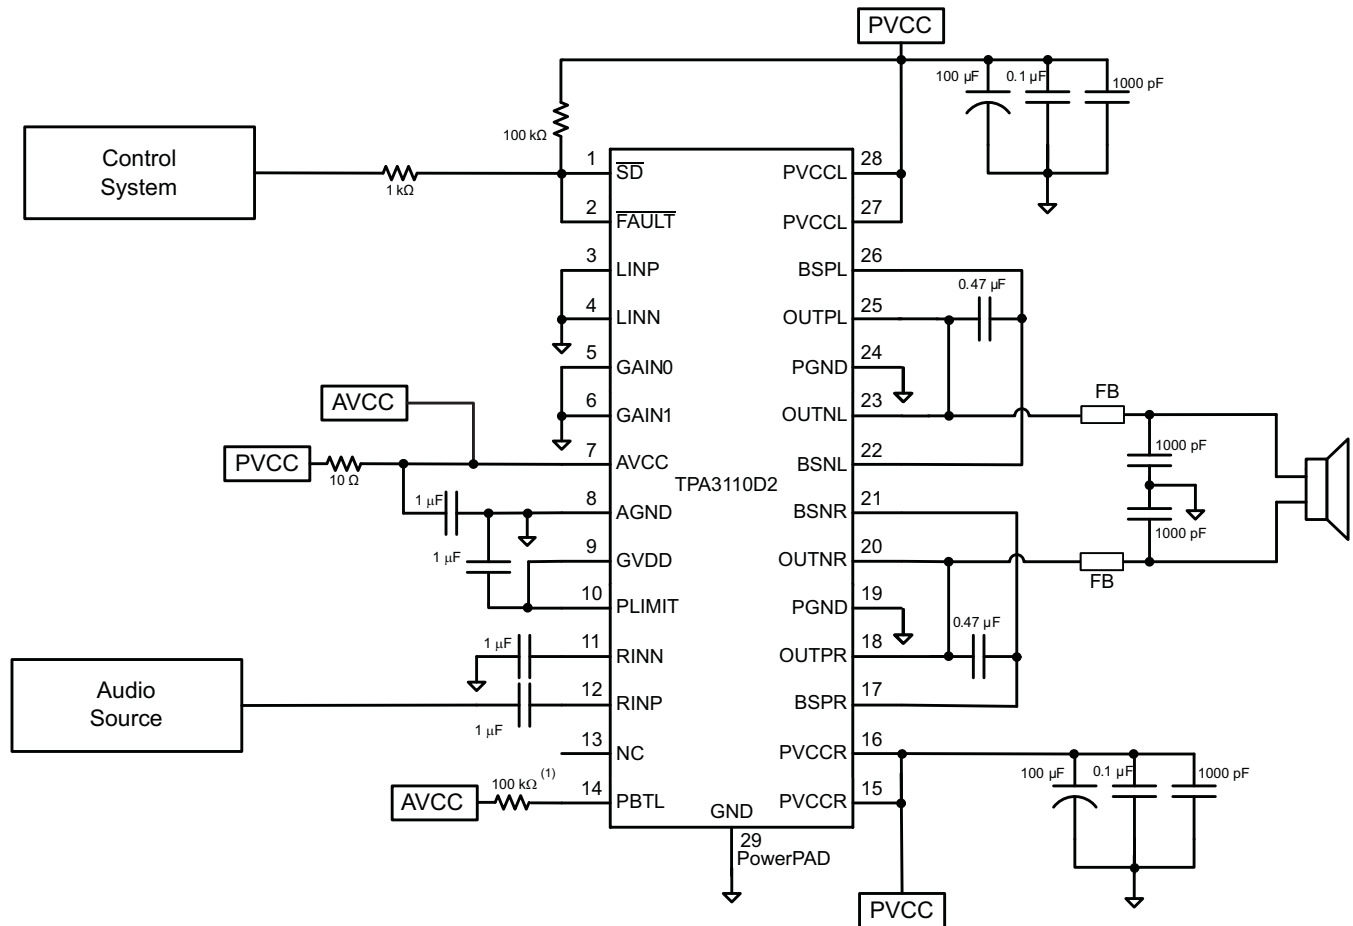 PVCC
100 µF
0.1 µF
1000 pF
100 kΩ
Control
System
1 kΩ
1
SD
28
PVCCL
2
FAULT
27
PVCCL
3
LINP
26
BSPL
0.47 µF
4
LINN
25
OUTPL
5
GAIN0
24
PGND
6
GAIN1
23
OUTNL
FB
AVCC
PVCC
10 Ω
7
AVCC
22
BSNL
1000 pF
TPA3110D2
1 µF
8
AGND
21
BSNR
1000 pF
1 µF
9
GVDD
20
OUTNR
FB
10
PLIMIT
19
PGND
0.47 µF
1 µF
11
RINN
18
OUTPR
Audio
Source
1 µF
12
RINP
17
BSPR
13
NC
16
PVCCR
100 µF
0.1 µF
1000 pF
AVCC
100 kΩ (1)
14
PBTL
15
PVCCR
GND
29
PowerPAD
PVCC